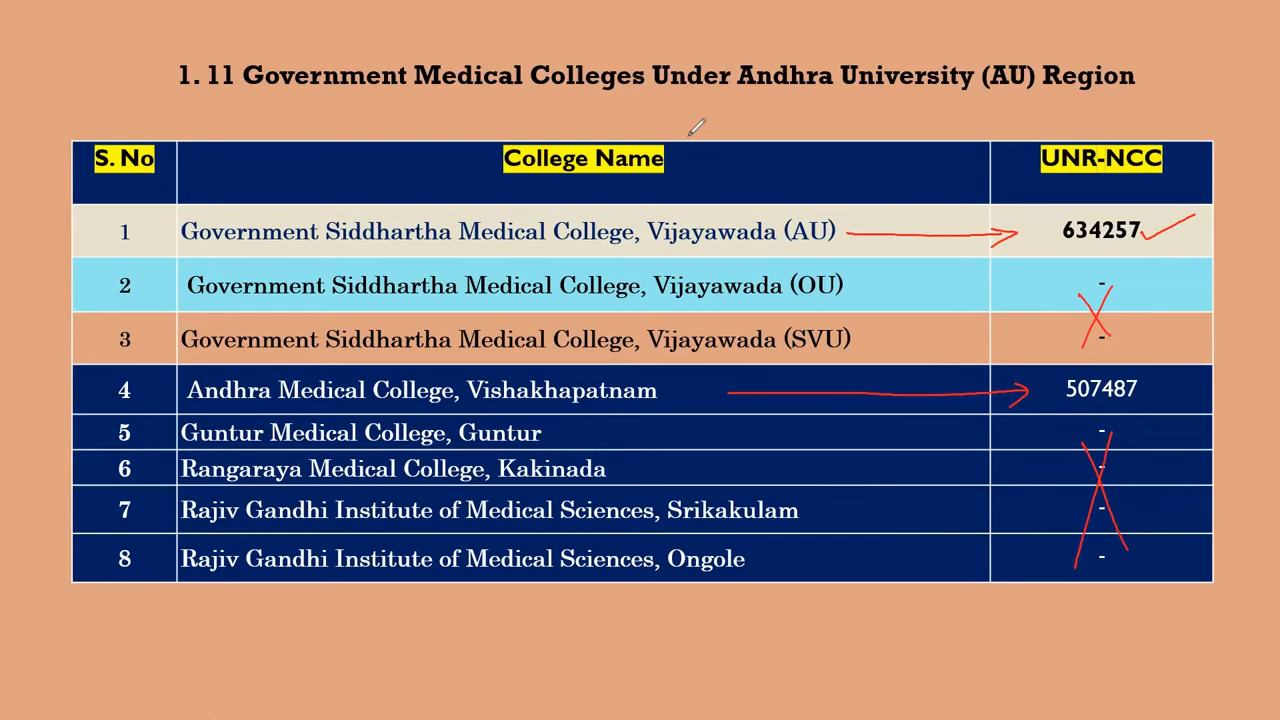 1. 11 Government Medical Colleges Under Andhra University (AU) Region
S. No College Name UNR-NCC
1 Government Siddhartha Medical College, Vijayawada (AU) 634257
2 Government Siddhartha Medical College, Vijayawada (OU) -
3 Government Siddhartha Medical College, Vijayawada (SVU) -
4 Andhra Medical College, Vishakhapatnam 507487
5 Guntur Medical College, Guntur -
6 Rangaraya Medical College, Kakinada -
7 Rajiv Gandhi Institute of Medical Sciences, Srikakulam -
8 Rajiv Gandhi Institute of Medical Sciences, Ongole -